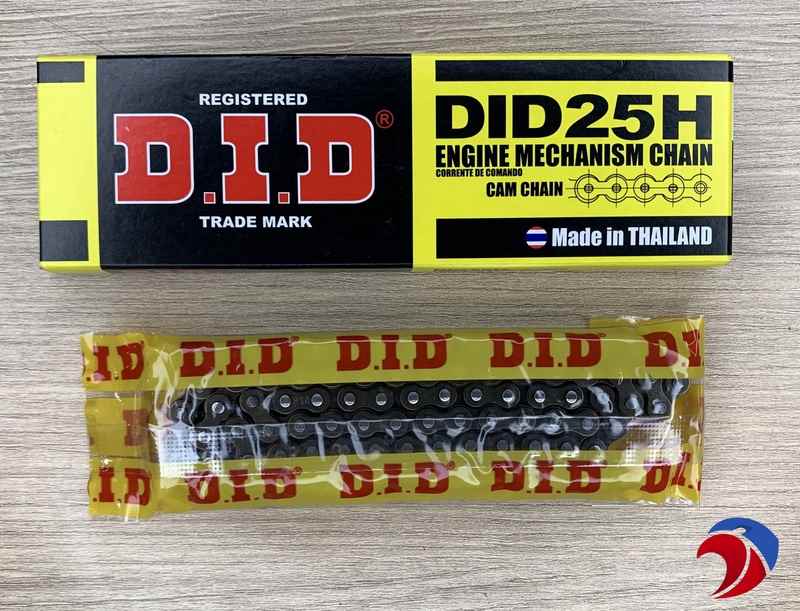 REGISTERED
D.I.D®
TRADE MARK
DID25H
ENGINE MECHANISM CHAIN
CORRENTE DE COMANDO
CAM CHAIN
Made in THAILAND
D.I.D D.I.D D.I.D D.I.D D.I.D
D.I.D D.I.D D.I.D D.I.D D.I.D